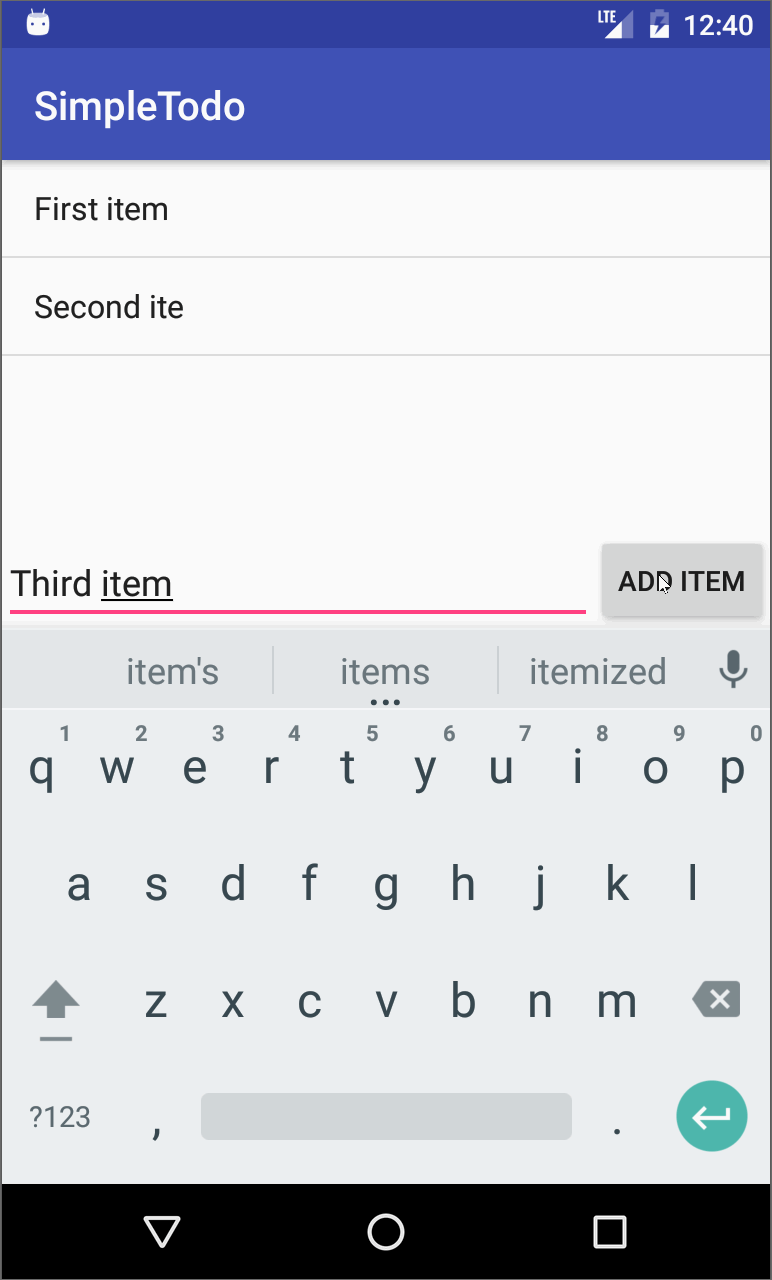 LTE 12:40
SimpleTodo
First item
Second ite
Third item ADD ITEM
item's items itemized
1 2 3 4 5 6 7 8 9 0
q w e r t y u i o p
a s d f g h j k l
z x c v b n m
?123 , .